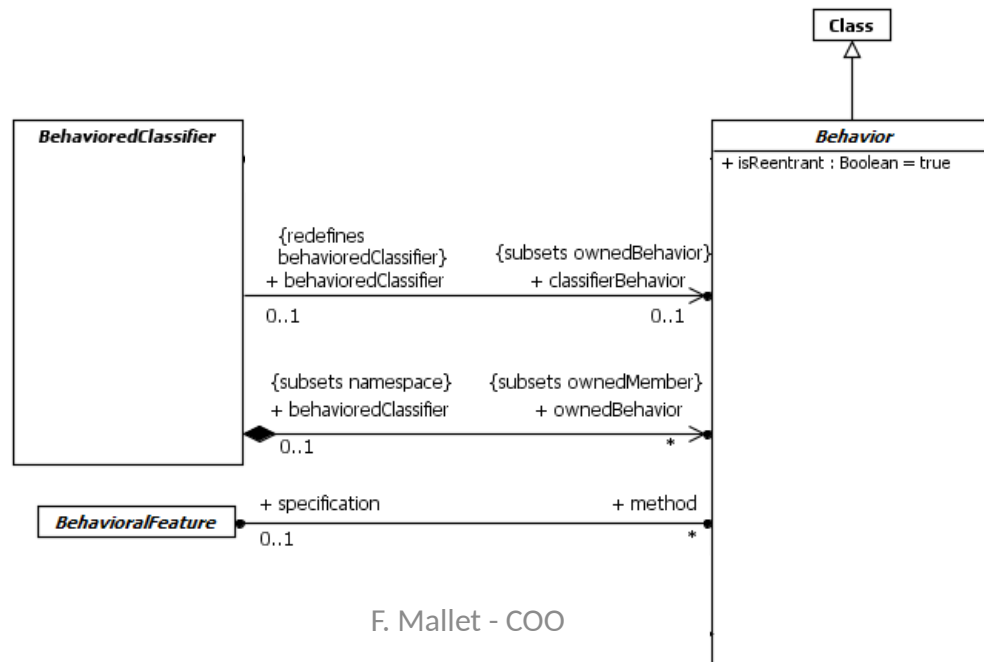 Class
BehavioredClassifier
Behavior
+ isReentrant : Boolean = true
{redefines
behavioredClassifier}
{subsets ownedBehavior}
+ behavioredClassifier
+ classifierBehavior
0..1
0..1
{subsets namespace}
{subsets ownedMember}
+ behavioredClassifier
+ ownedBehavior
0..1
*
+ specification
+ method
BehavioralFeature
0..1
*
F. Mallet - COO